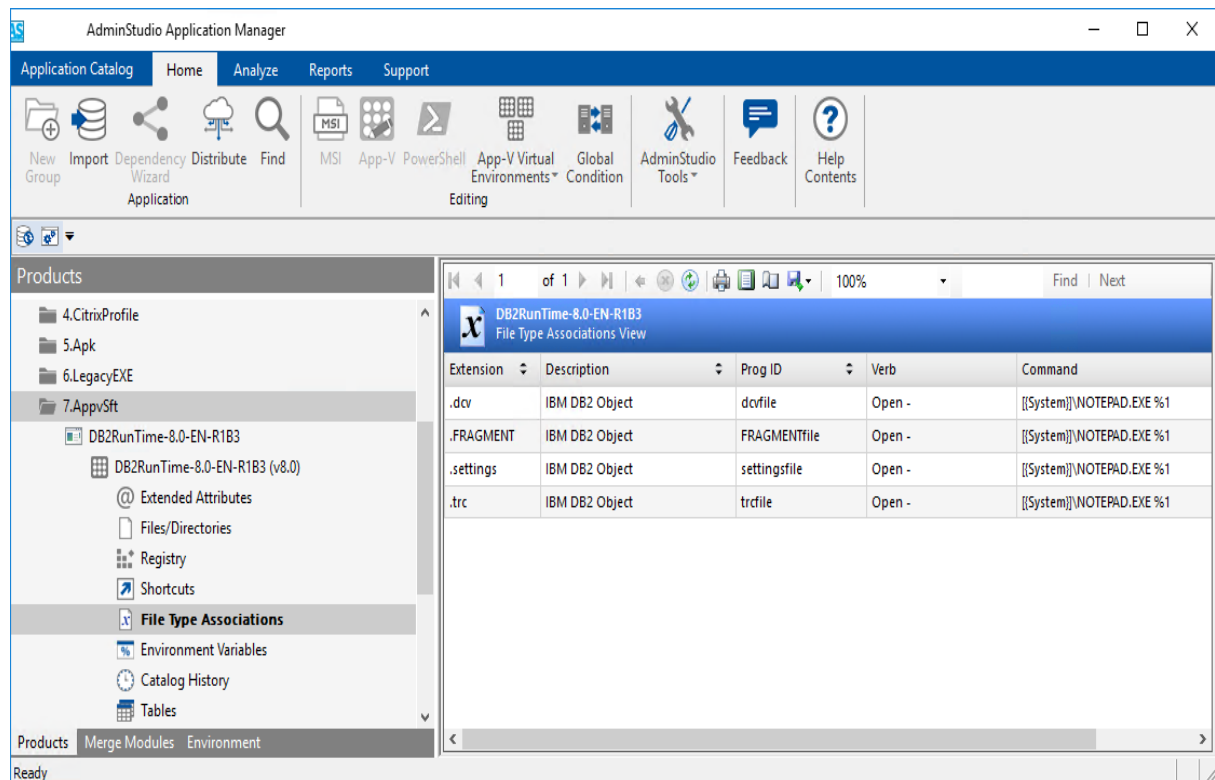 AS AdminStudio Application Manager
Application Catalog Home Analyze Reports Support
New Group
Import
Dependency Wizard
Distribute
Find
Application
MSI
MSI
App-V
PowerShell
App-V Virtual Environments
Global Condition
Editing
AdminStudio Tools
Feedback
Help Contents
Products
4.CitrixProfile
5.Apk
6.LegacyEXE
7.AppvSft
DB2RunTime-8.0-EN-R1B3
DB2RunTime-8.0-EN-R1B3 (v8.0)
Extended Attributes
Files/Directories
Registry
Shortcuts
File Type Associations
Environment Variables
Catalog History
Tables
Products Merge Modules Environment
Ready
1 of 1 100% Find | Next
DB2RunTime-8.0-EN-R1B3
File Type Associations View
Extension Description Prog ID Verb Command
.dcv IBM DB2 Object dcvfile Open - [{System}]\NOTEPAD.EXE %1
.FRAGMENT IBM DB2 Object FRAGMENTfile Open - [{System}]\NOTEPAD.EXE %1
.settings IBM DB2 Object settingsfile Open - [{System}]\NOTEPAD.EXE %1
.trc IBM DB2 Object trcfile Open - [{System}]\NOTEPAD.EXE %1